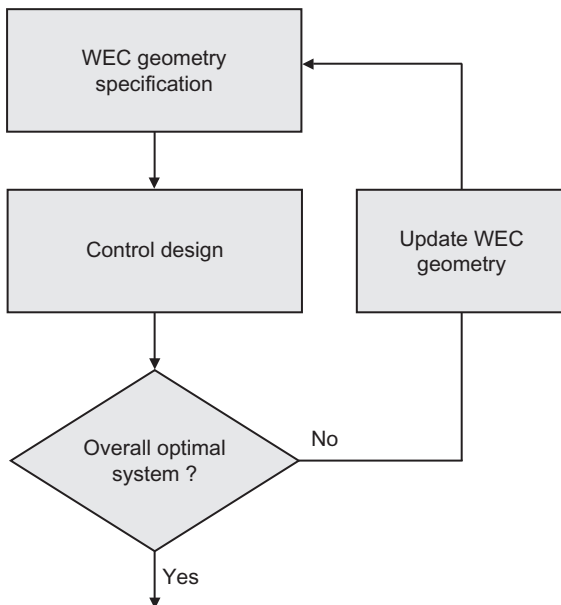 WEC geometry
specification
Control design
Update WEC
geometry
Overall optimal
system ?
No
Yes